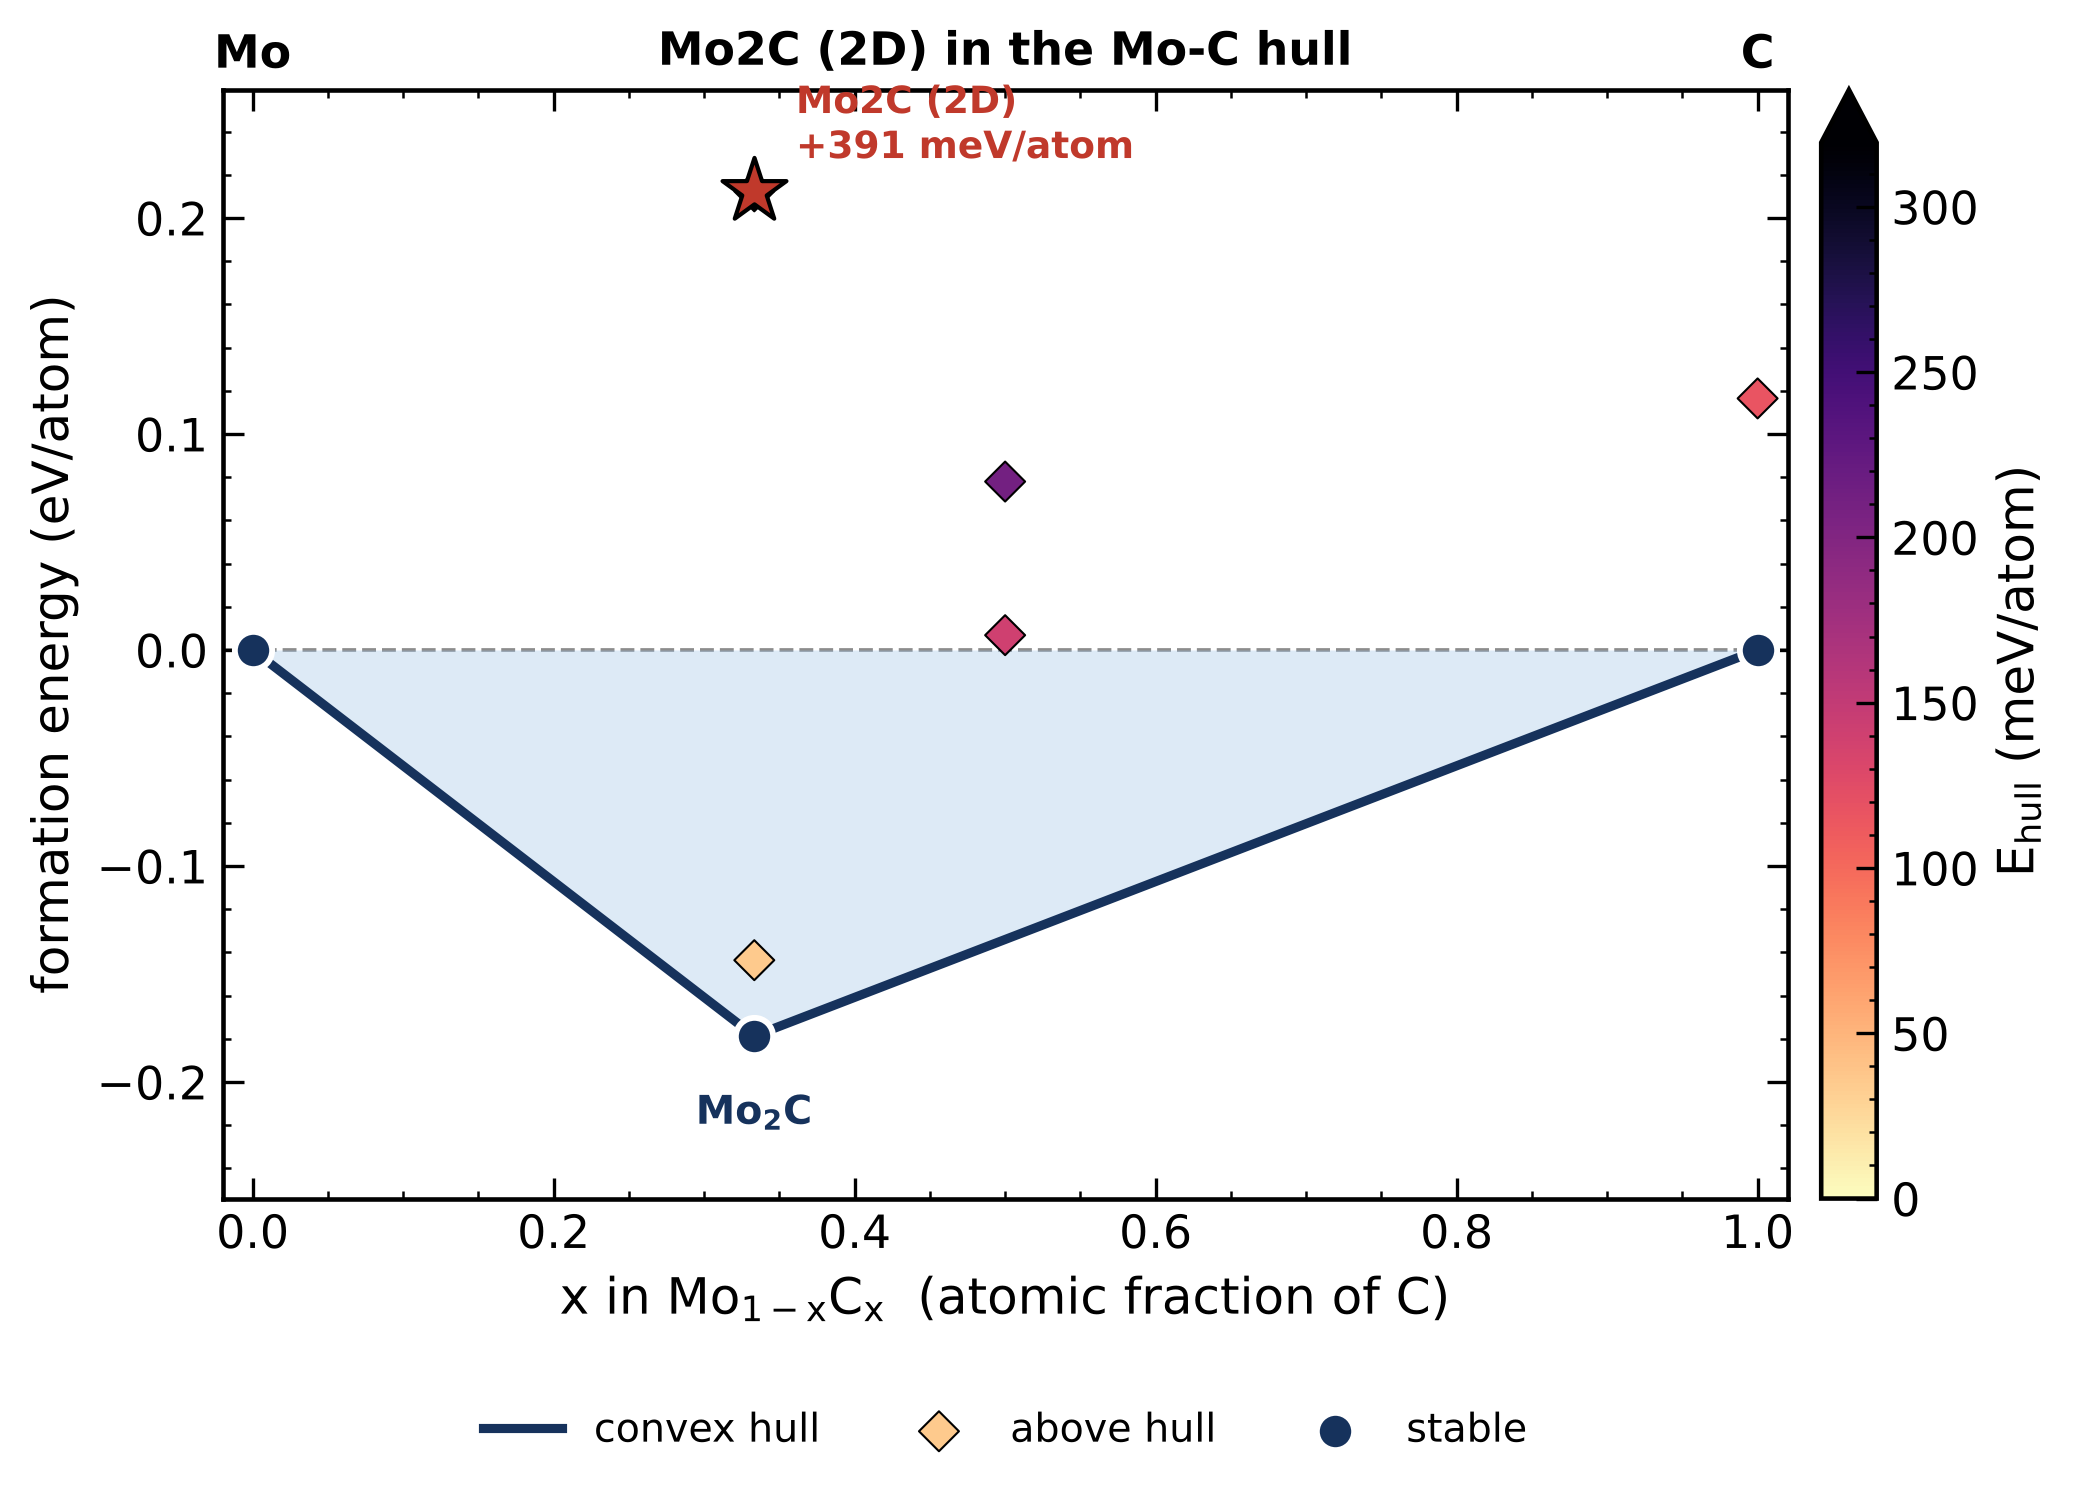 Mo
Mo2C (2D) in the Mo-C hull
C
Mo2C (2D)
+391 meV/atom
0.2
0.1
0.0
−0.1
−0.2
formation energy (eV/atom)
Mo₂C
0.0
0.2
0.4
0.6
0.8
1.0
x in Mo₁₋ₓCₓ (atomic fraction of C)
300
250
200
150
100
50
0
E_hull (meV/atom)
convex hull
above hull
stable